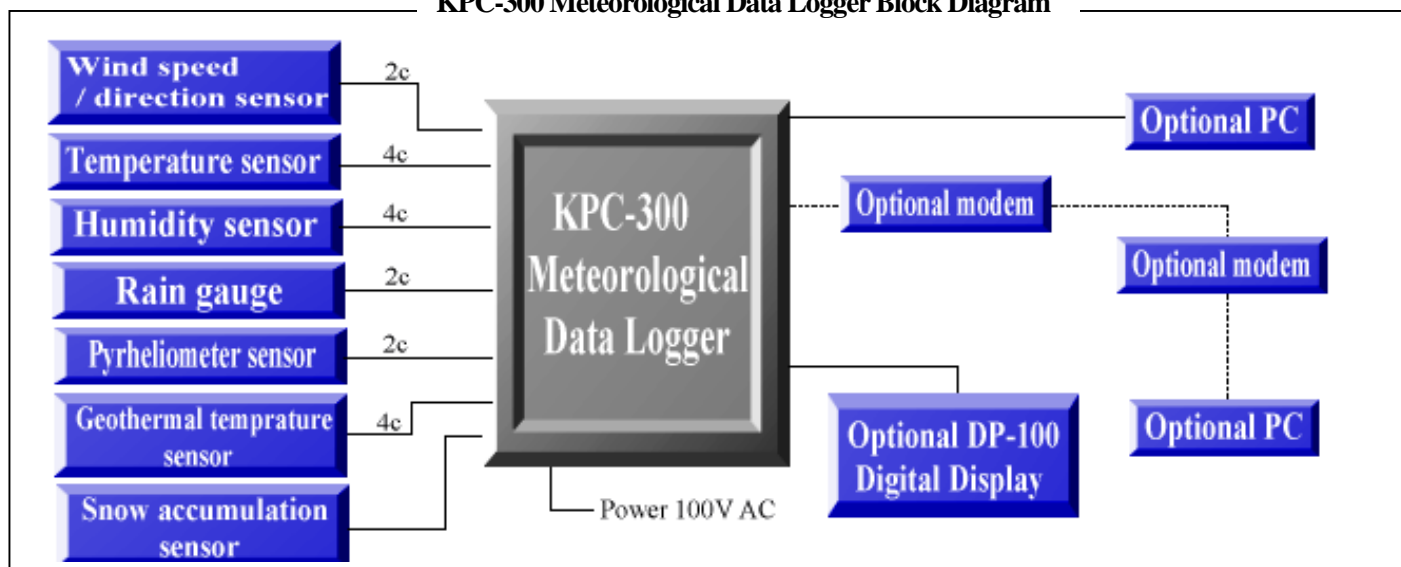 KPC-300 Meteorological Data Logger Block Diagram
Wind speed
/ direction sensor
2c
Temperature sensor
4c
Humidity sensor
4c
Rain gauge
2c
Pyrheliometer sensor
2c
Geothermal temprature
sensor
4c
Snow accumulation
sensor
KPC-300
Meteorological
Data Logger
Power 100V AC
Optional PC
Optional modem
Optional modem
Optional PC
Optional DP-100
Digital Display